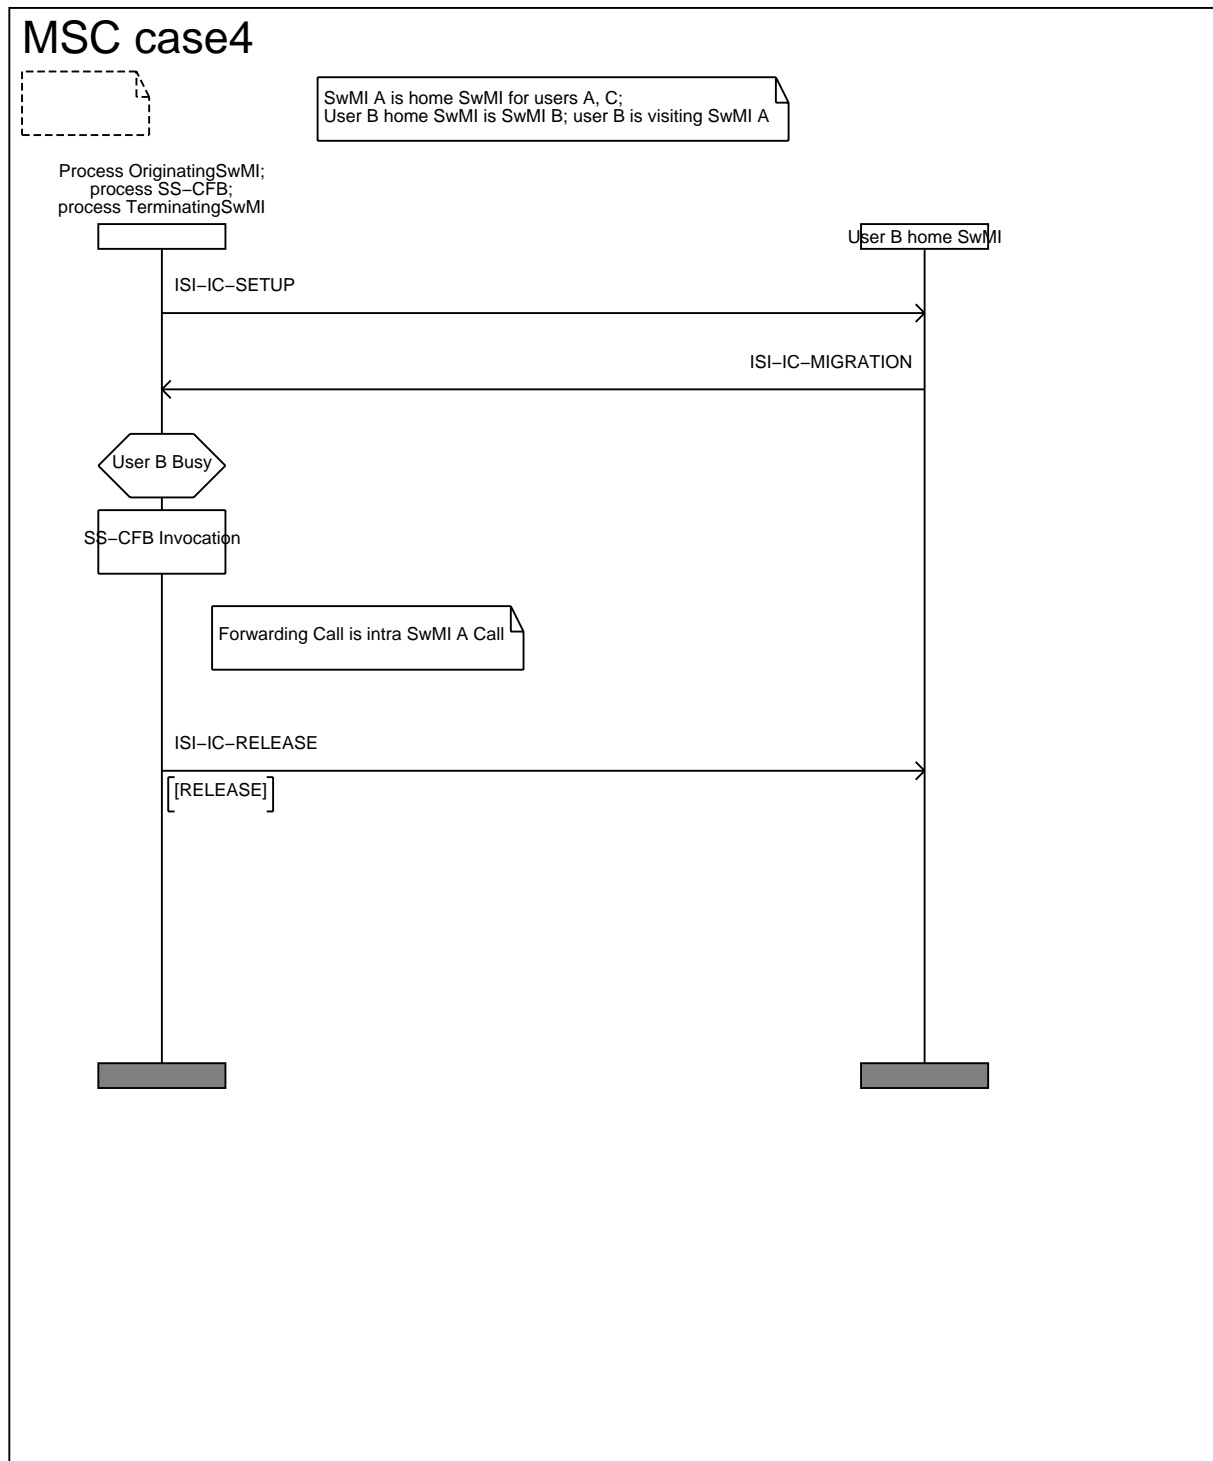 MSC case4
SwMI A is home SwMI for users A, C;
User B home SwMI is SwMI B; user B is visiting SwMI A
Process OriginatingSwMI;
process SS−CFB;
process TerminatingSwMI
User B home SwMI
ISI−IC−SETUP
ISI−IC−MIGRATION
User B Busy
SS−CFB Invocation
Forwarding Call is intra SwMI A Call
ISI−IC−RELEASE
[RELEASE]